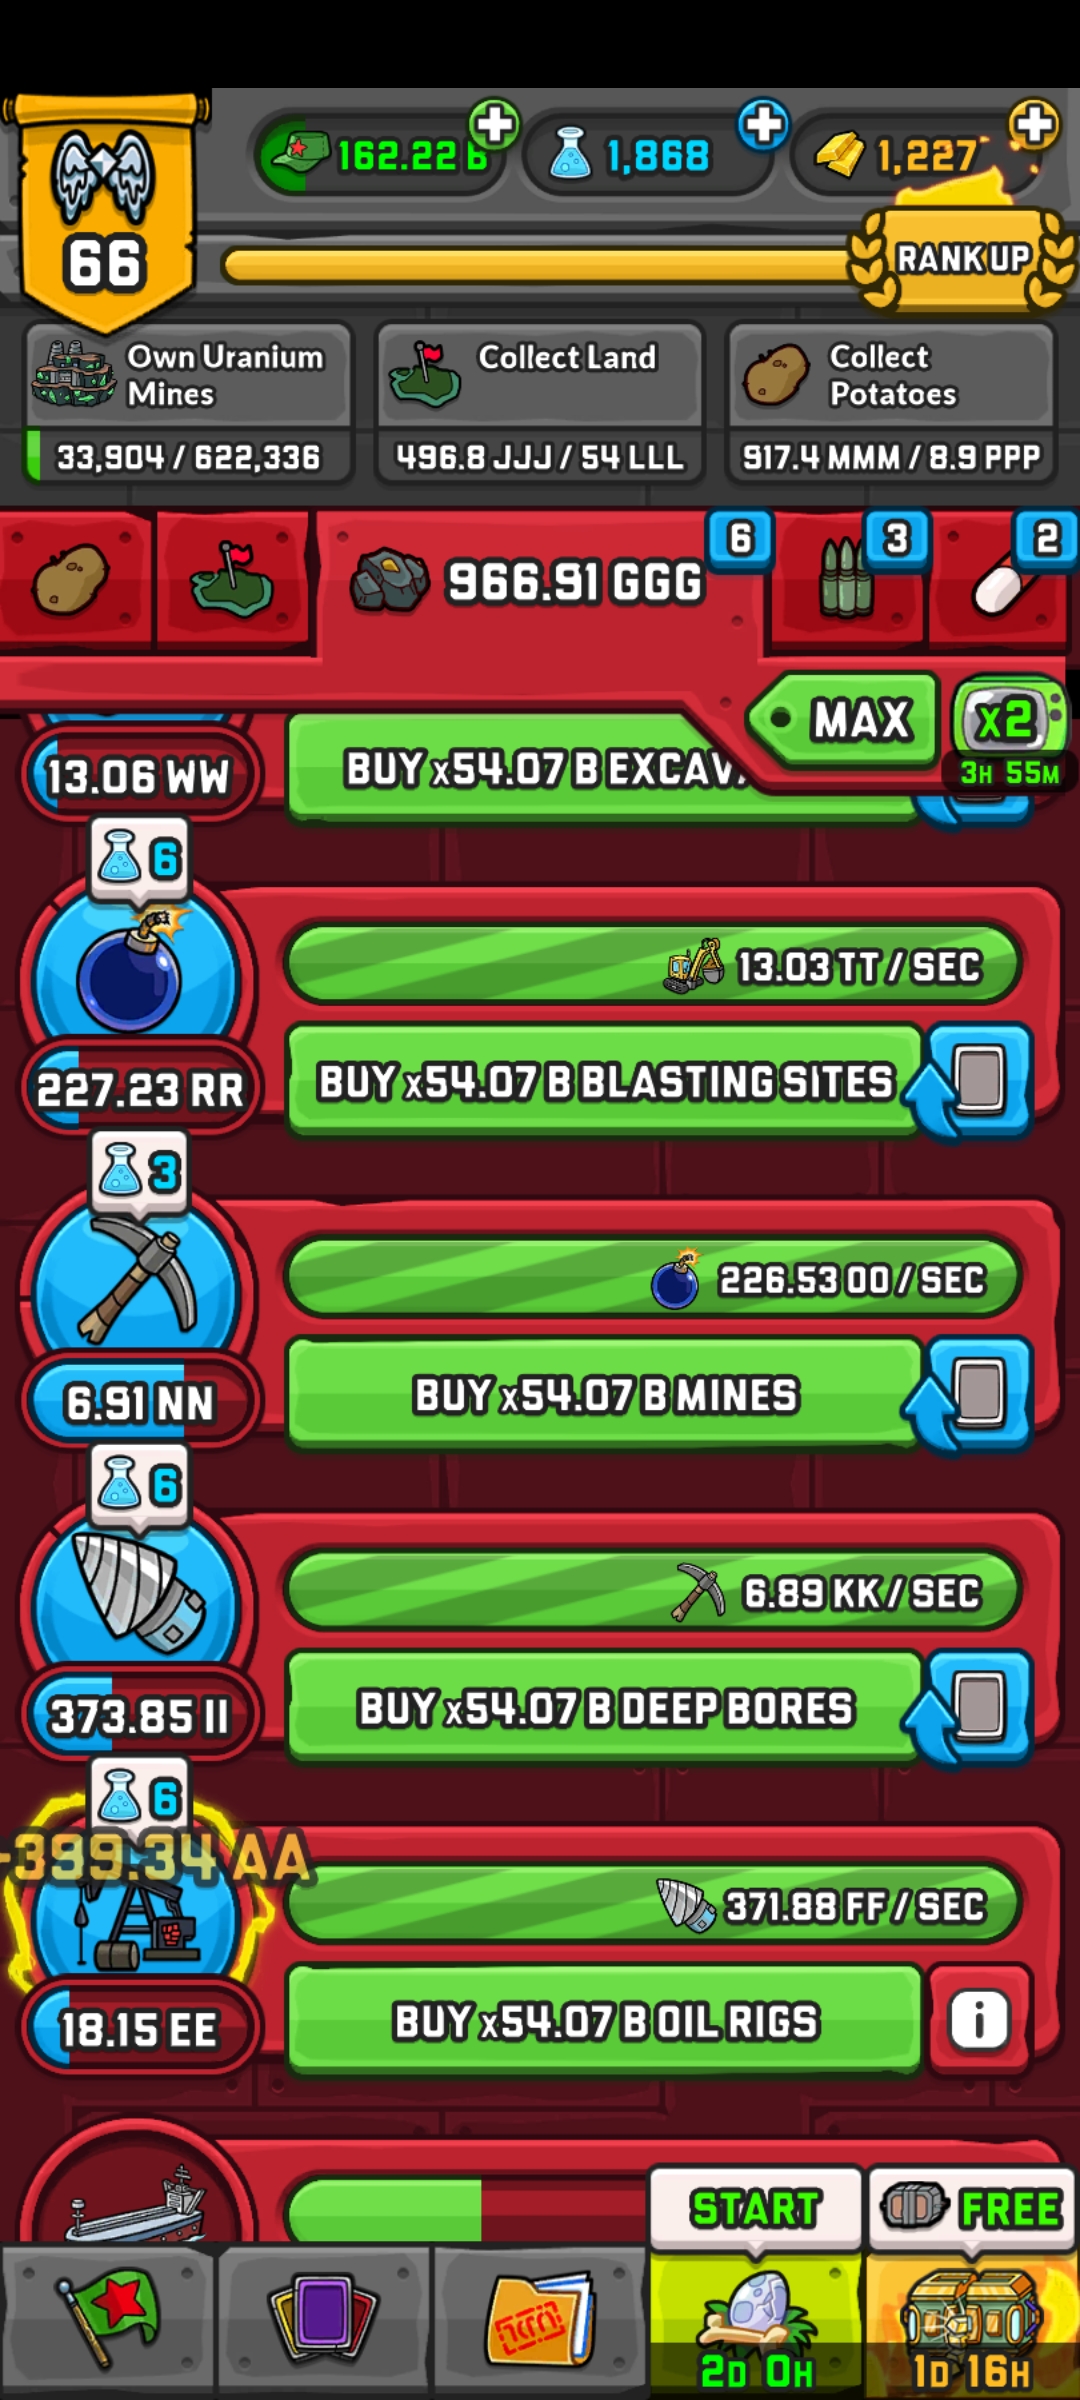 162.22 B
1,868
1,227
66
RANK UP
Own Uranium
Mines
33,904 / 622,336
Collect Land
496.8 JJJ / 54 LLL
Collect
Potatoes
917.4 MMM / 8.9 PPP
966.91 GGG
6
3
2
MAX
x2
3H 55M
13.06 WW
BUY x54.07 B EXCAV
6
13.03 TT / SEC
227.23 RR
BUY x54.07 B BLASTING SITES
3
226.53 OO / SEC
6.91 NN
BUY x54.07 B MINES
6
6.89 KK / SEC
373.85 II
BUY x54.07 B DEEP BORES
6
399.34 AA
371.88 FF / SEC
18.15 EE
BUY x54.07 B OIL RIGS
i
START
FREE
2D 0H
1D 16H